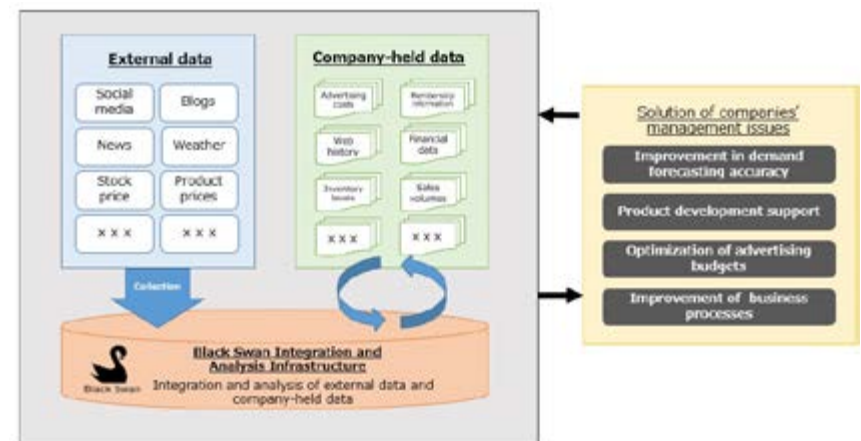 External data
Social
media
Blogs
News
Weather
Stock
price
Product
prices
x x x
x x x
Collection
Company-held data
Advertising
costs
Membership
information
Web
history
Financial
data
Inventory
levels
Sales
volumes
x x x
x x x
Black Swan Integration and
Analysis Infrastructure
Integration and analysis of external data and
company-held data
Black Swan
Solution of companies'
management issues
Improvement in demand
forecasting accuracy
Product development support
Optimization of advertising
budgets
Improvement of business
processes